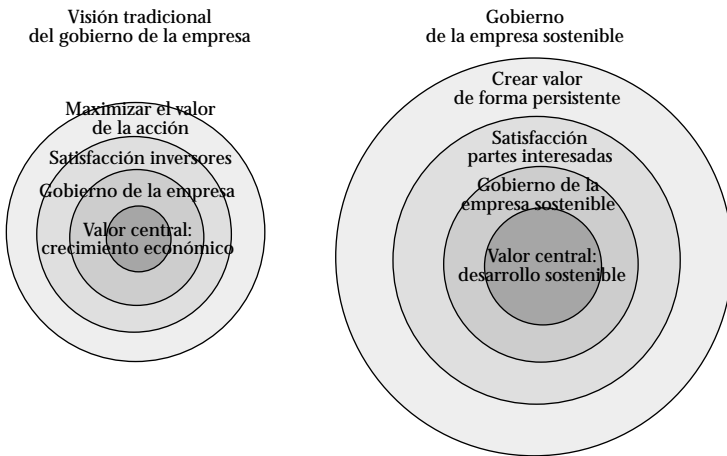 Visión tradicional
del gobierno de la empresa
Maximizar el valor
de la acción
Satisfacción inversores
Gobierno de la empresa
Valor central:
crecimiento económico
Gobierno
de la empresa sostenible
Crear valor
de forma persistente
Satisfacción
partes interesadas
Gobierno de la
empresa sostenible
Valor central:
desarrollo sostenible